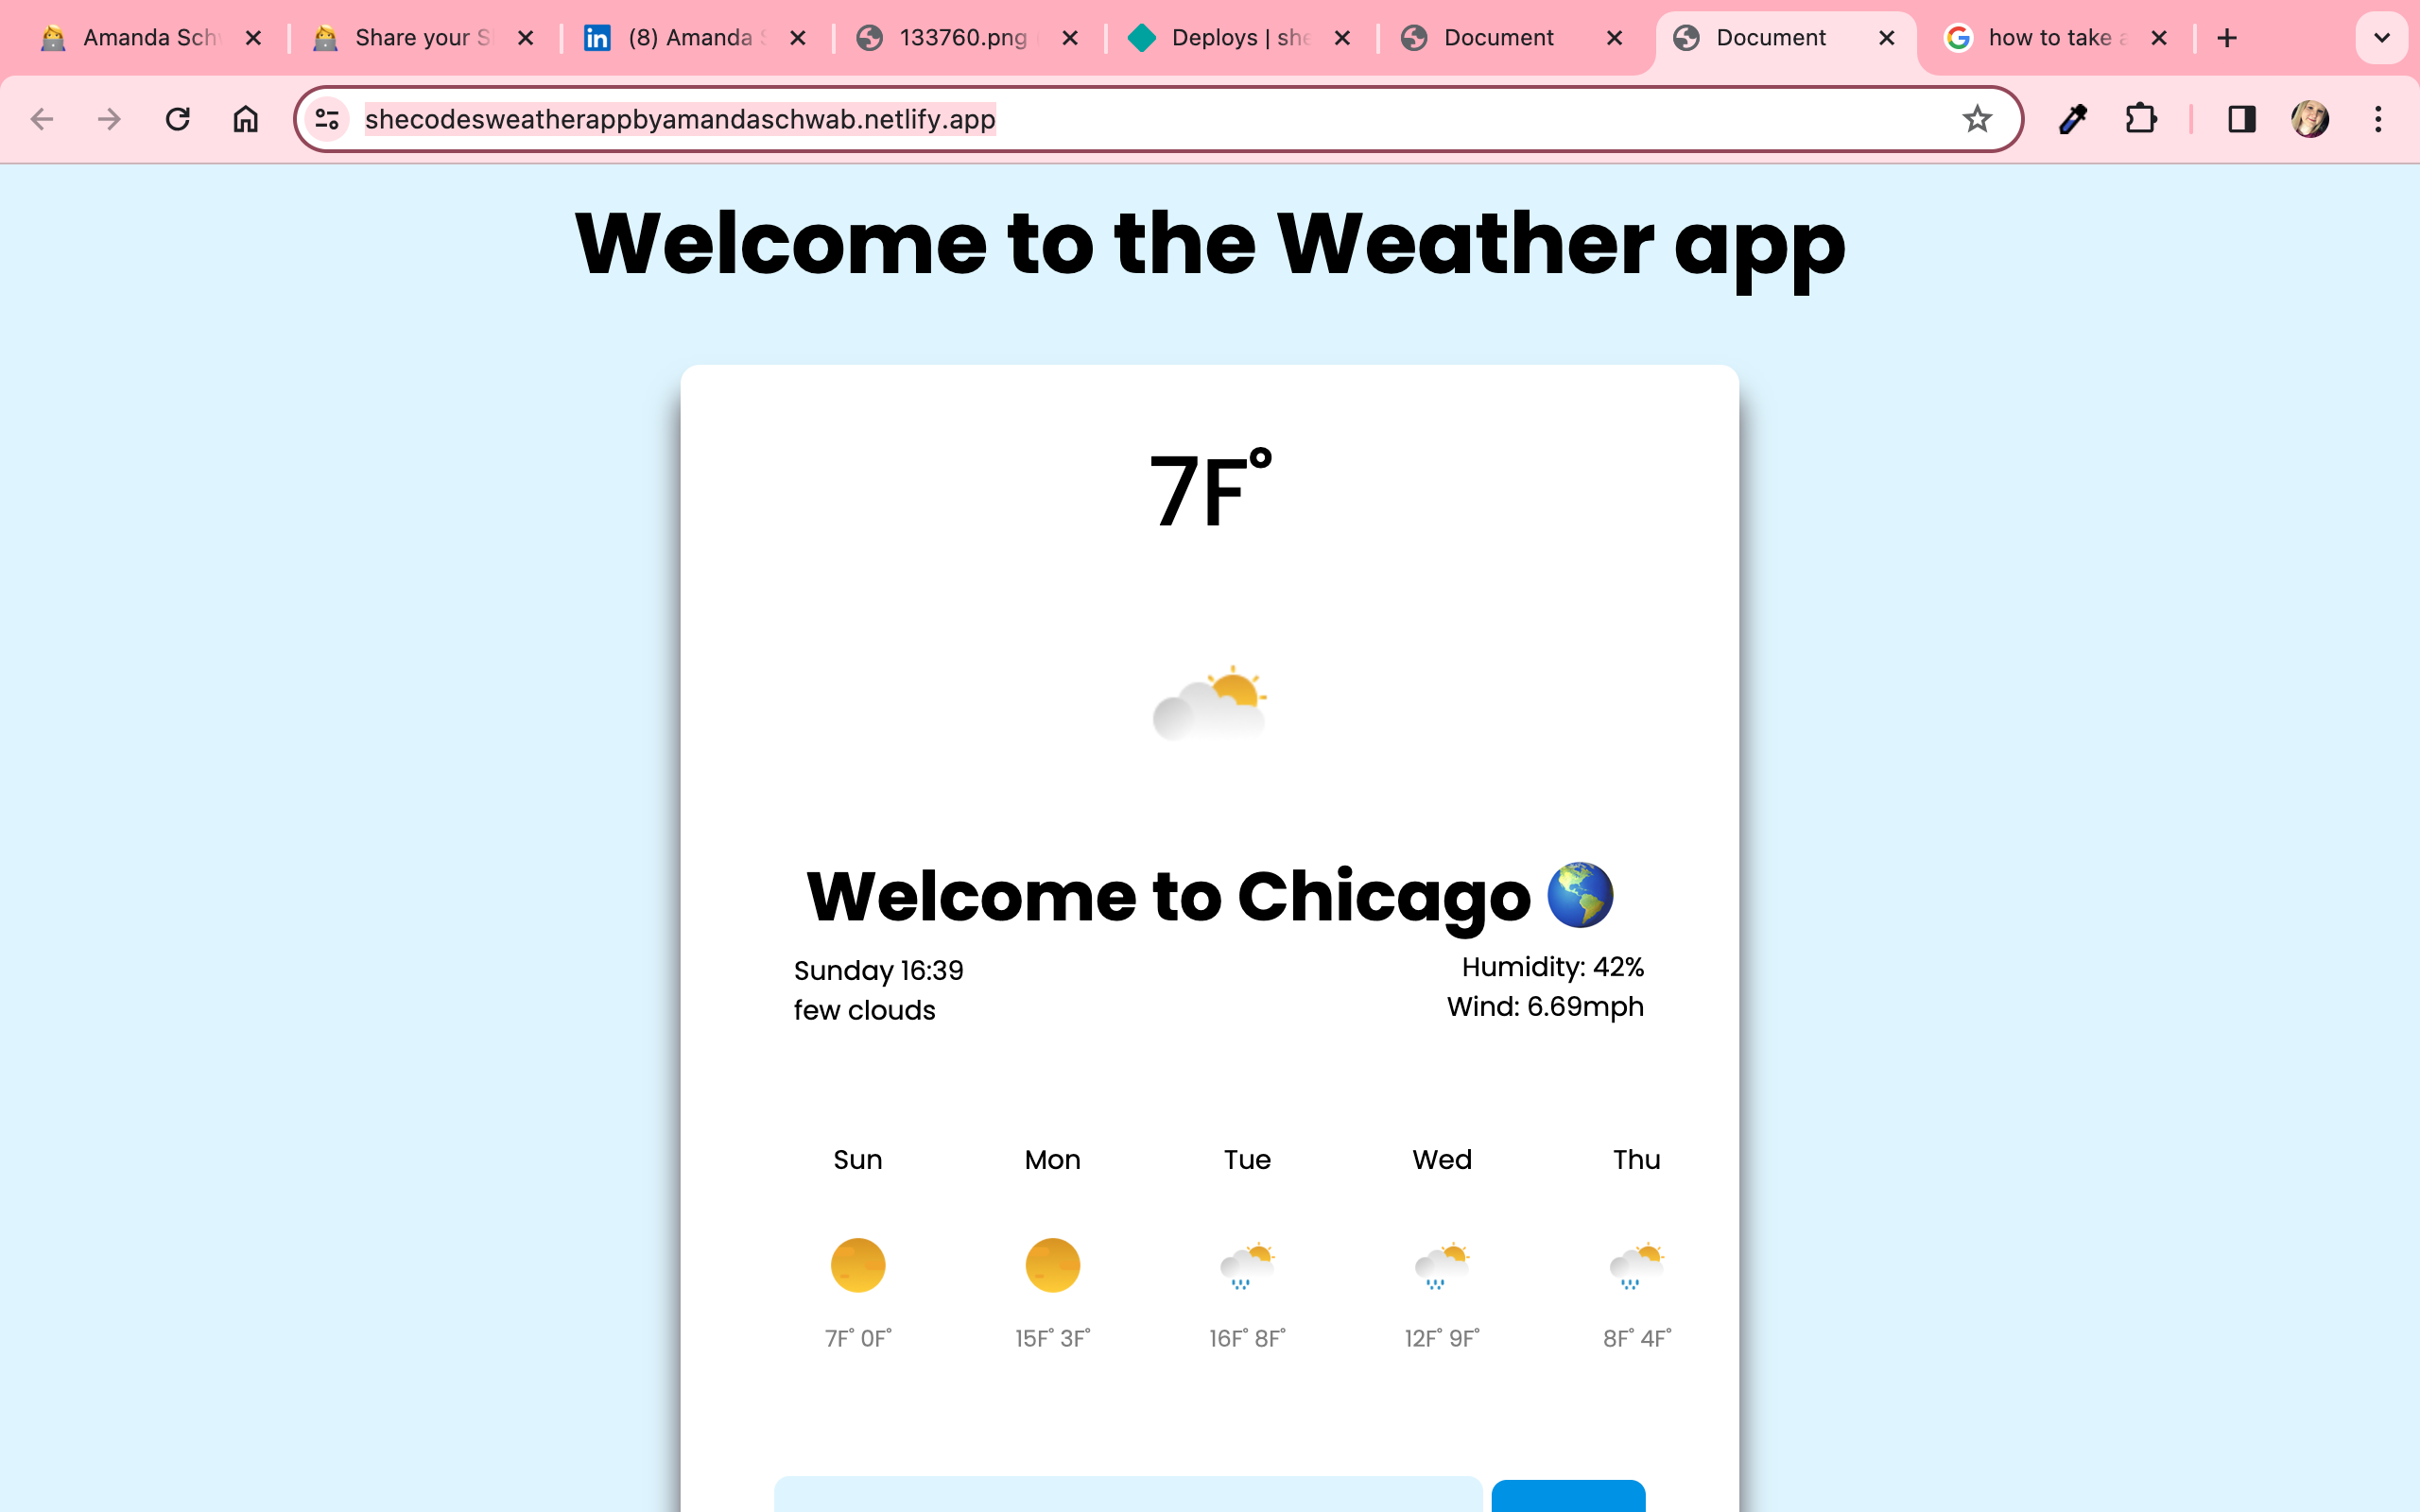 Amanda Sch
Share your S
(8) Amanda
133760.png
Deploys | she
Document
Document
how to take a
shecodesweatherappbyamandaschwab.netlify.app
Welcome to the Weather app
7F°
Welcome to Chicago
Sunday 16:39
few clouds
Humidity: 42%
Wind: 6.69mph
Sun Mon Tue Wed Thu
7F° 0F° 15F° 3F° 16F° 8F° 12F° 9F° 8F° 4F°